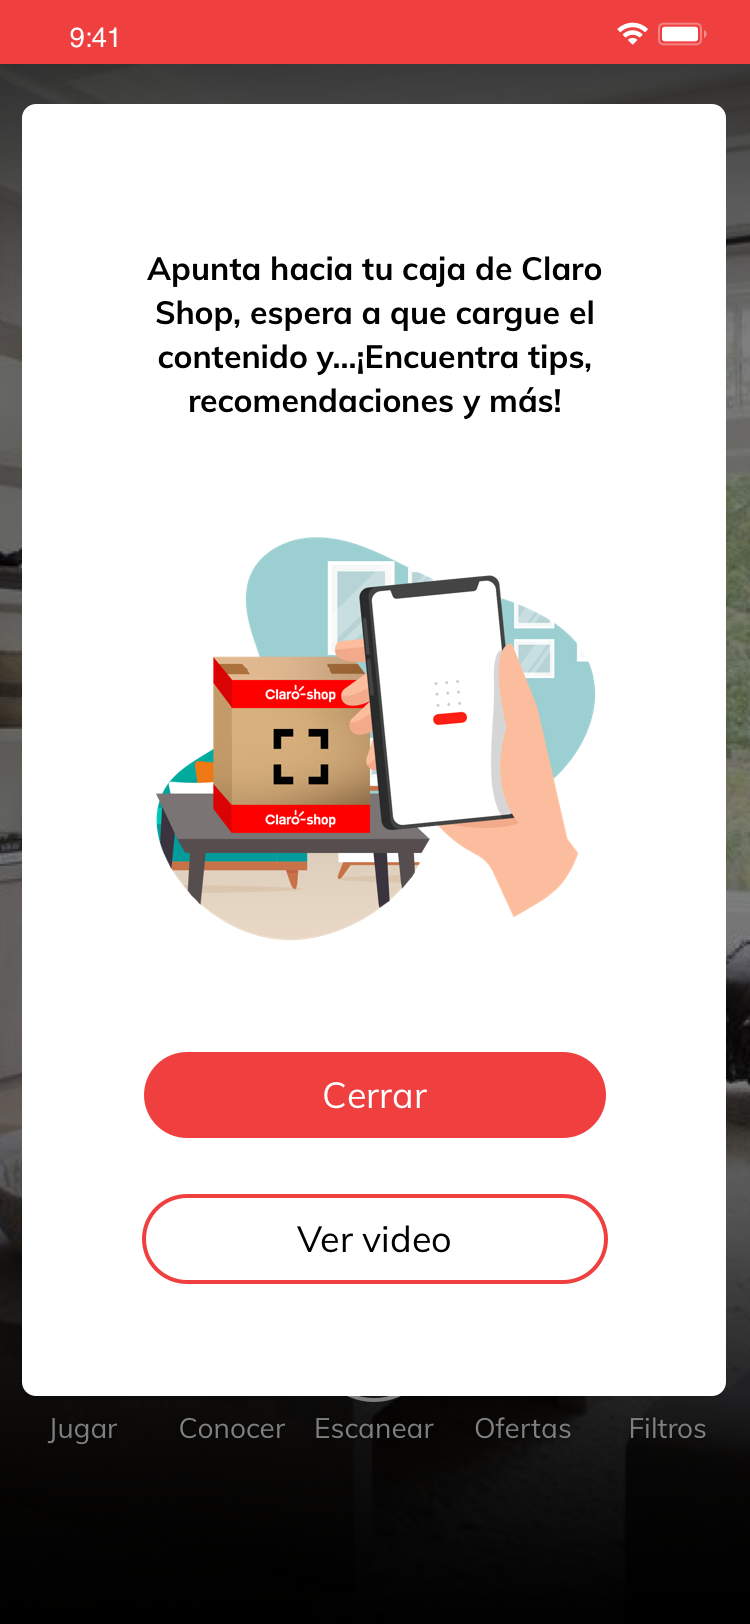 9:41
Apunta hacia tu caja de Claro
Shop, espera a que cargue el
contenido y...¡Encuentra tips,
recomendaciones y más!
Claro-shop
Claro-shop
Cerrar
Ver video
Jugar Conocer Escanear Ofertas Filtros